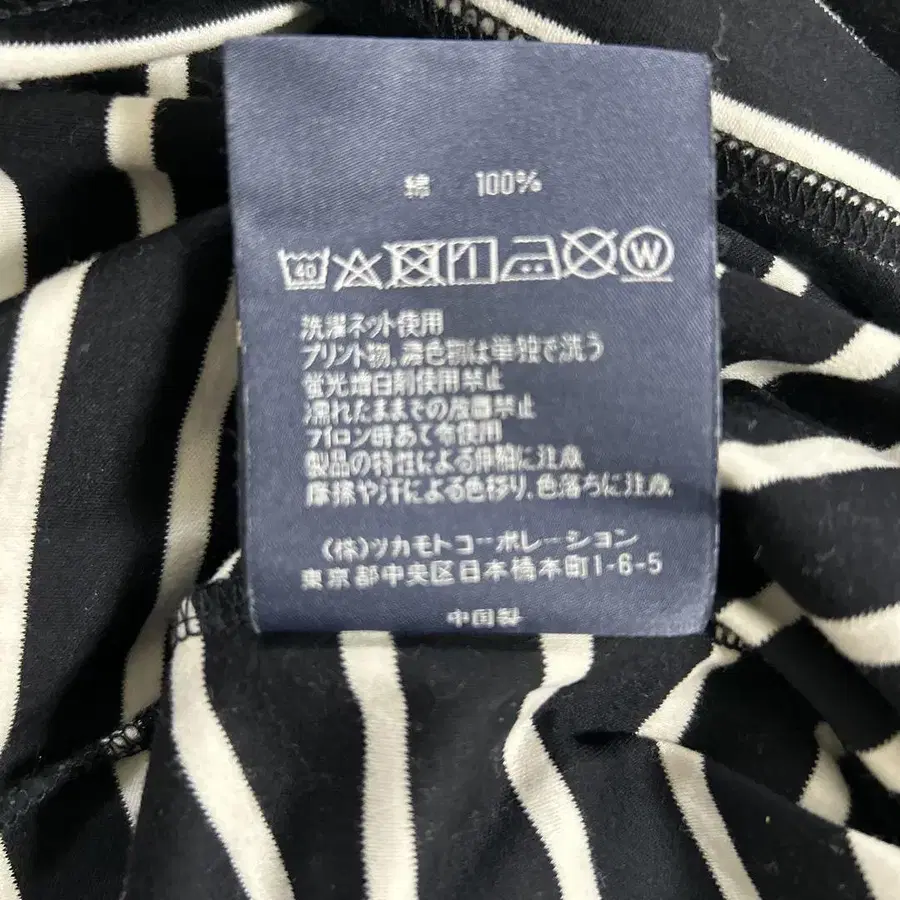 綿 100%
40 W
洗濯ネット使用
プリント物、濃色物は単独で洗う
蛍光増白剤使用禁止
濡れたままでの放置禁止
アイロン時あて布使用
製品の特性による伸縮に注意
摩擦や汗による色移り、色落ちに注意
(株)ツカモトコーポレーション
東京都中央区日本橋本町1-6-5
中国製